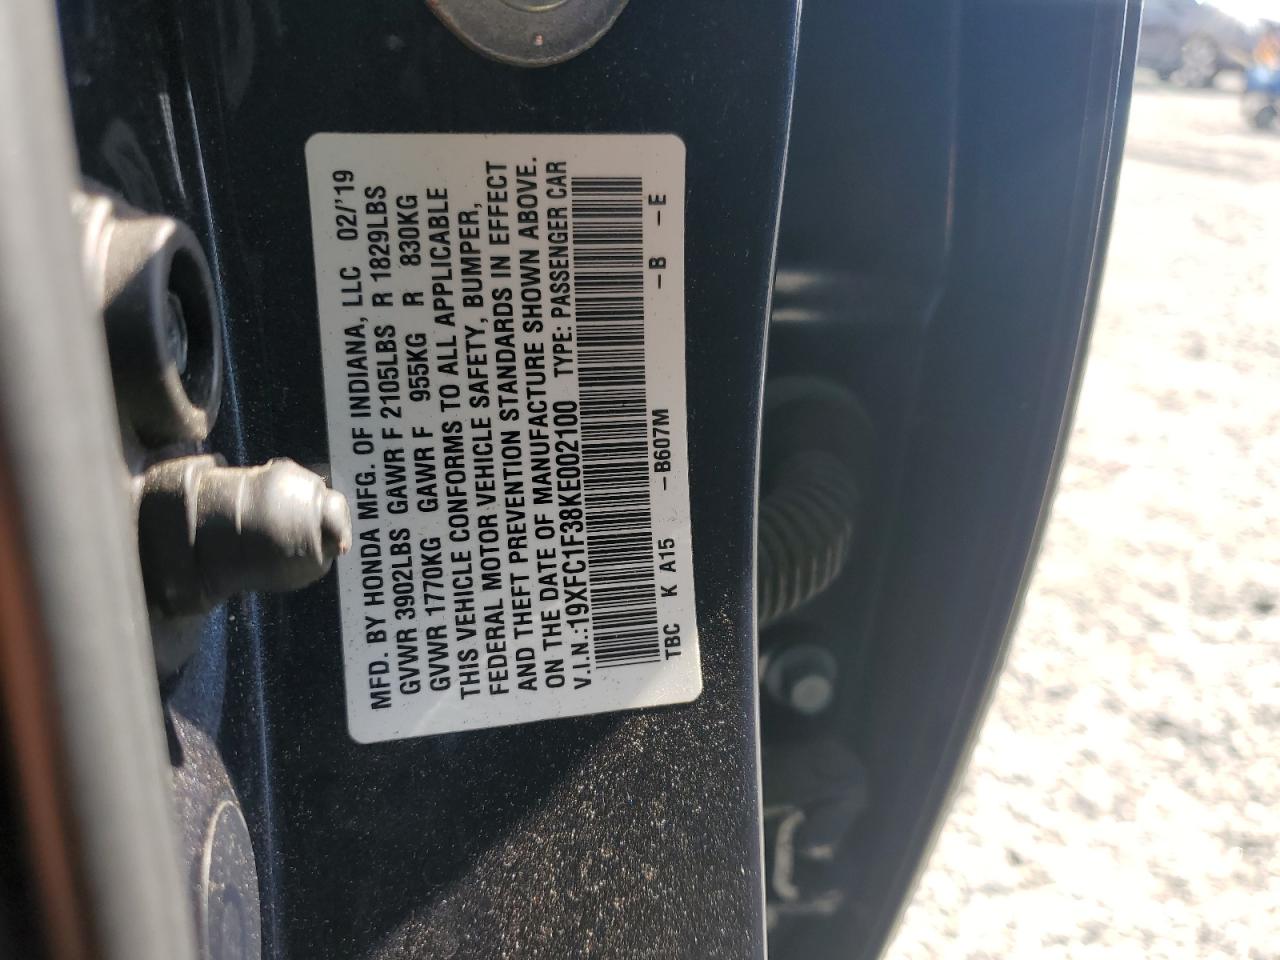 MFD. BY HONDA MFG. OF INDIANA, LLC 02/'19
GVWR 3902LBS GAWR F 2105LBS R 1829LBS
GVWR 1770KG GAWR F 955KG R 830KG
THIS VEHICLE CONFORMS TO ALL APPLICABLE
FEDERAL MOTOR VEHICLE SAFETY, BUMPER,
AND THEFT PREVENTION STANDARDS IN EFFECT
ON THE DATE OF MANUFACTURE SHOWN ABOVE.
V.I.N.:19XFC1F38KE002100 TYPE: PASSENGER CAR
TBC K A15 -B607M -B -E